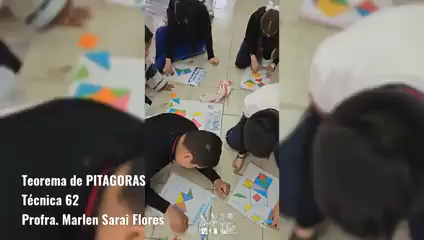 Teorema de PITAGORAS
Técnica 62
Profra. Marlen Sarai Flores